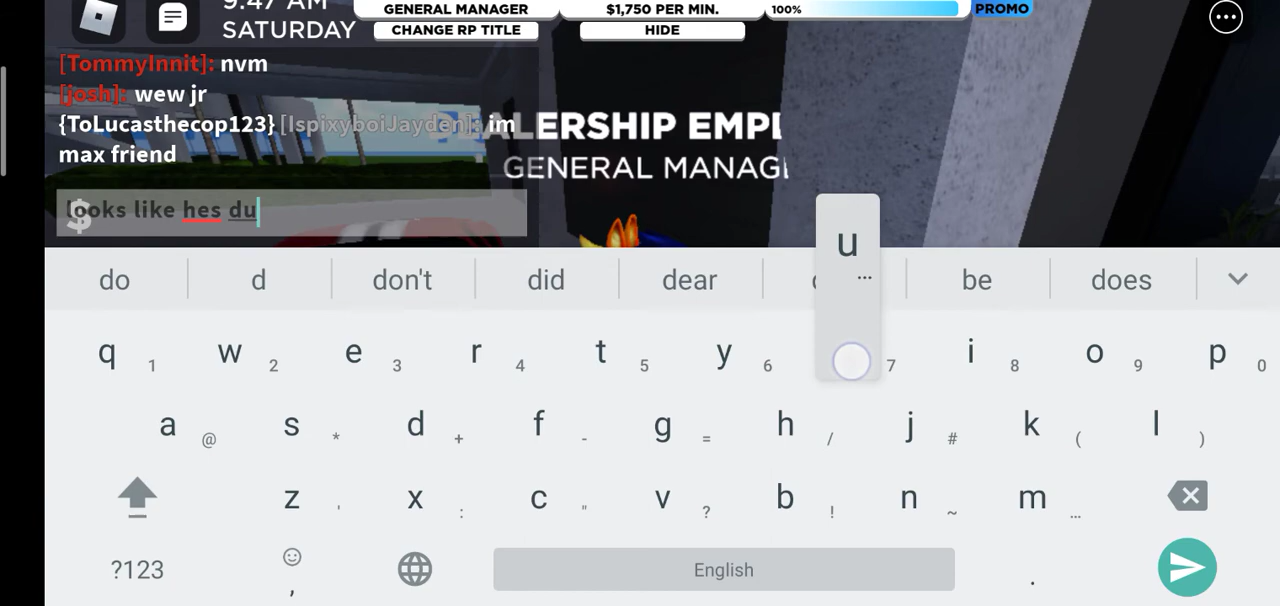 9:47 AM
SATURDAY
GENERAL MANAGER
$1,750 PER MIN.
100%
PROMO
CHANGE RP TITLE
HIDE
[TommyInnit]: nvm
[josh]: wew jr
{ToLucasthecop123} [IspixyboiJayden]: im
max friend
DEALERSHIP EMPI
GENERAL MANAG
looks like hes du
$
do d don't did dear be does
u
...
q 1 w 2 e 3 r 4 t 5 y 6 7 i 8 o 9 p 0
a @ s * d + f - g = h / j # k ( l )
z ' x : c " v ? b ! n ~ m ...
?123 , English .